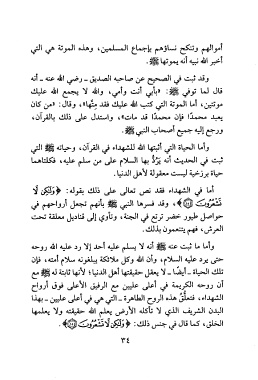 أموالهم وتنكح نساؤهم بإجماع المسلمين، وهذه الموتة هي التي
أخبر الله نبيه أنه يموتها ﷺ.
وقد ثبت في الصحيح عن صاحبه الصديق ـ رضي الله عنه ـ أنه
قال لما توفي ﷺ: «بأبي أنت وأمي، والله لا يجمع الله عليك
موتتين، أما الموتة التي كتب الله عليك فقد متَّها»، وقال: «من كان
يعبد محمدًا فإن محمدًا قد مات»، واستدل على ذلك بالقرآن،
ورجع إليه جميع أصحاب النبي ﷺ.
وأما الحياة التي أثبتها الله للشهداء في القرآن، وحياته ﷺ التي
ثبت في الحديث أنه يَرُدُّ بها السلام على من سلم عليه، فكلتاهما
حياة برزخية ليست معقولة لأهل الدنيا.
أما في الشهداء فقد نص تعالى على ذلك بقوله: ﴿وَلَكِن لَّا
تَشْعُرُونَ﴾، وقد فسرها النبي ﷺ بأنهم تجعل أرواحهم في
حواصل طيور خضر ترتع في الجنة، وتأوي إلى قناديل معلقة تحت
العرش، فهم يتنعمون بذلك.
وأما ما ثبت عنه ﷺ أنه لا يسلم عليه أحد إلا رد عليه الله روحه
حتى يرد عليه السلام، وأن الله وكل ملائكة يبلغونه سلام أمته، فإن
تلك الحياة ـ أيضًا ـ لا يعقل حقيقتها أهل الدنيا؛ لأنها ثابتة له ﷺ مع
أن روحه الكريمة في أعلى عليين مع الرفيق الأعلى فوق أرواح
الشهداء، فتعلُّق هذه الروح الطاهرة ـ التي هي في أعلى عليين ـ بهذا
البدن الشريف الذي لا تأكله الأرض يعلم الله حقيقته ولا يعلمها
الخلق، كما قال في جنس ذلك: ﴿وَلَكِن لَّا تَشْعُرُونَ﴾.
٣٤